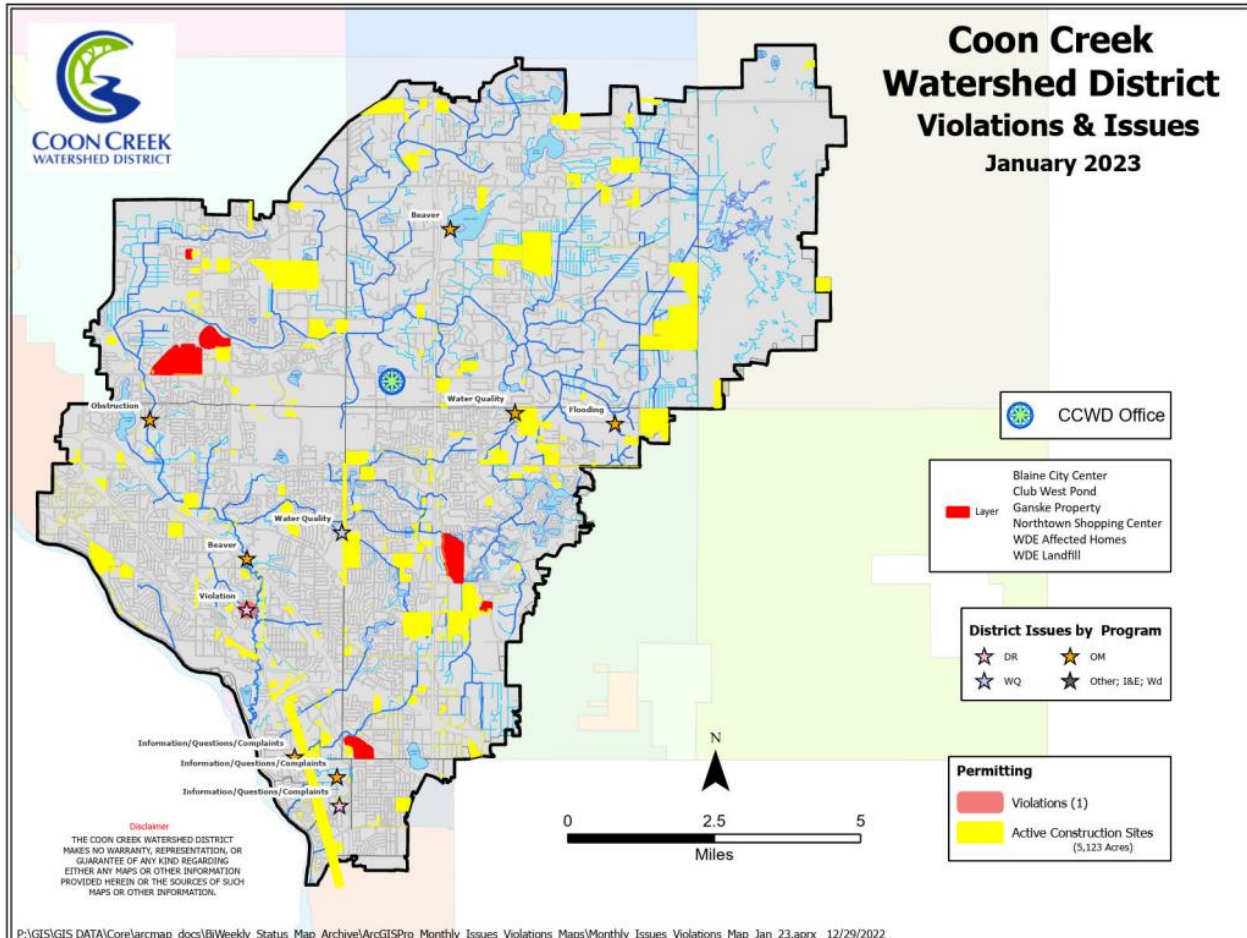 COON CREEK
WATERSHED DISTRICT
Coon Creek
Watershed District
Violations & Issues
January 2023
Beaver
Obstruction
Water Quality
Flooding
Water Quality
Beaver
Violation
Information/Questions/Complaints
Information/Questions/Complaints
Information/Questions/Complaints
CCWD Office
Layer
Blaine City Center
Club West Pond
Ganske Property
Northtown Shopping Center
WDE Affected Homes
WDE Landfill
District Issues by Program
DR
OM
WQ
Other; I&E; Wd
Permitting
Violations (1)
Active Construction Sites
(5,123 Acres)
N
0 2.5 5
Miles
Disclaimer
THE COON CREEK WATERSHED DISTRICT
MAKES NO WARRANTY, REPRESENTATION, OR
GUARANTEE OF ANY KIND REGARDING
EITHER ANY MAPS OR OTHER INFORMATION
PROVIDED HEREIN OR THE SOURCES OF SUCH
MAPS OR OTHER INFORMATION.
P:\GIS\GIS DATA\Core\arcmap_docs\BiWeekly_Status_Map_Archive\ArcGISPro_Monthly_Issues_Violations_Maps\Monthly_Issues_Violations_Map_Jan_23.aprx 12/29/2022